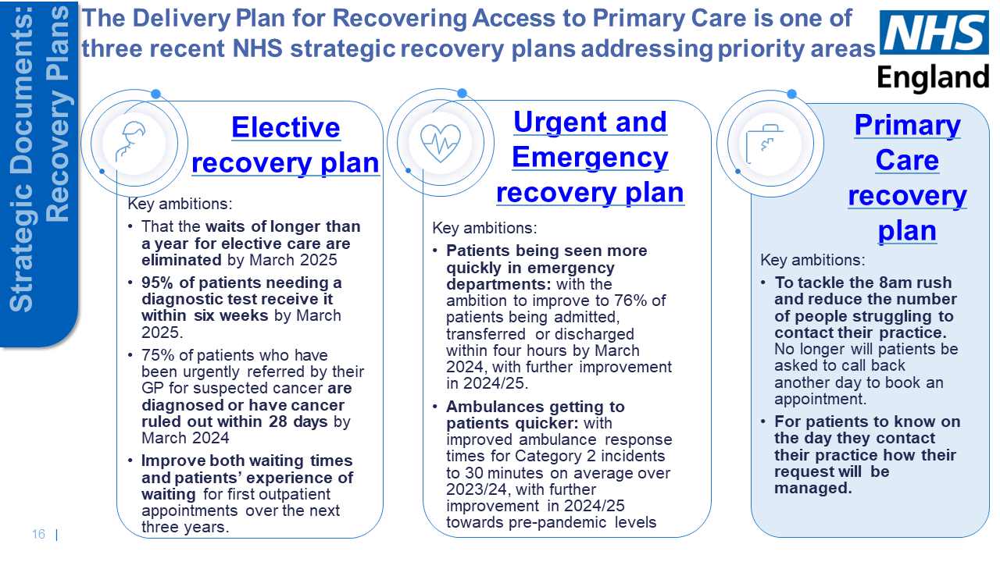 Strategic Documents:
Recovery Plans
The Delivery Plan for Recovering Access to Primary Care is one of
three recent NHS strategic recovery plans addressing priority areas
NHS
England
Elective
recovery plan
Key ambitions:
• That the waits of longer than
a year for elective care are
eliminated by March 2025
• 95% of patients needing a
diagnostic test receive it
within six weeks by March
2025.
• 75% of patients who have
been urgently referred by their
GP for suspected cancer are
diagnosed or have cancer
ruled out within 28 days by
March 2024
• Improve both waiting times
and patients’ experience of
waiting for first outpatient
appointments over the next
three years.
Urgent and
Emergency
recovery plan
Key ambitions:
• Patients being seen more
quickly in emergency
departments: with the
ambition to improve to 76% of
patients being admitted,
transferred or discharged
within four hours by March
2024, with further improvement
in 2024/25.
• Ambulances getting to
patients quicker: with
improved ambulance response
times for Category 2 incidents
to 30 minutes on average over
2023/24, with further
improvement in 2024/25
towards pre-pandemic levels
Primary
Care
recovery
plan
Key ambitions:
• To tackle the 8am rush
and reduce the number
of people struggling to
contact their practice.
No longer will patients be
asked to call back
another day to book an
appointment.
• For patients to know on
the day they contact
their practice how their
request will be
managed.
16 |